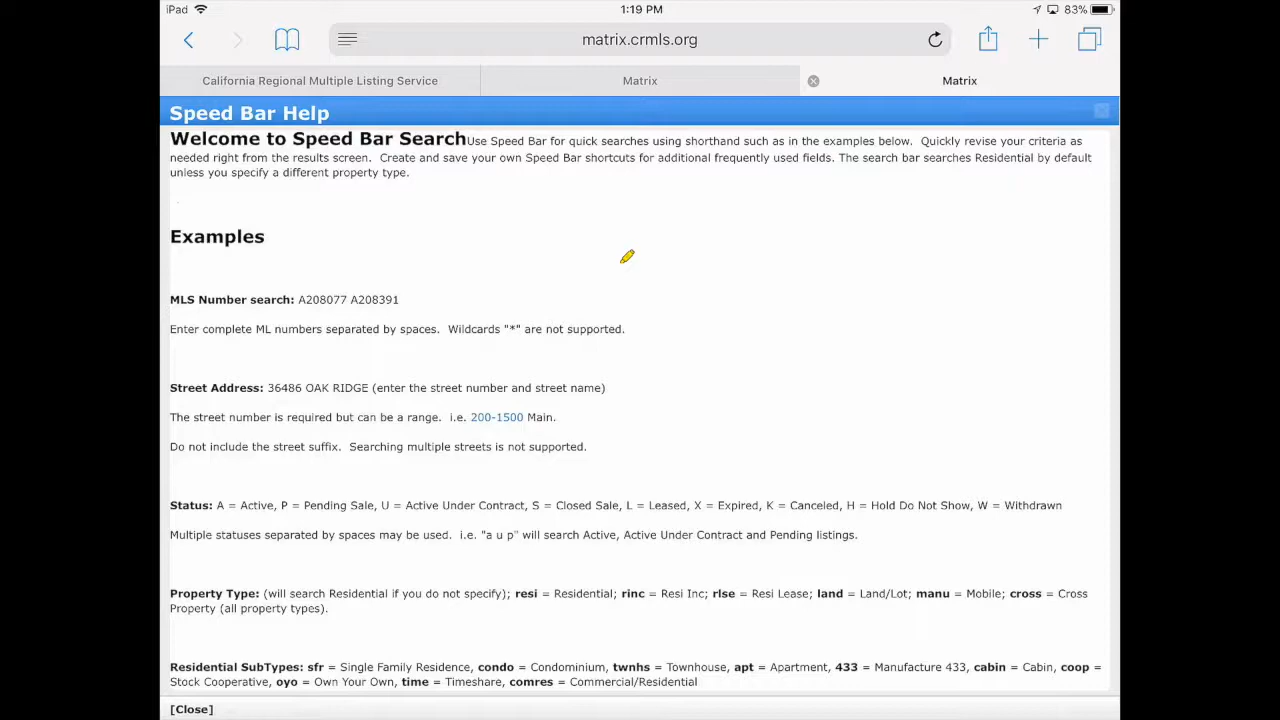 iPad 1:19 PM 83%
matrix.crmls.org
California Regional Multiple Listing Service Matrix Matrix
Speed Bar Help
Welcome to Speed Bar SearchUse Speed Bar for quick searches using shorthand such as in the examples below. Quickly revise your criteria as
needed right from the results screen. Create and save your own Speed Bar shortcuts for additional frequently used fields. The search bar searches Residential by default
unless you specify a different property type.
Examples
MLS Number search: A208077 A208391
Enter complete ML numbers separated by spaces. Wildcards "*" are not supported.
Street Address: 36486 OAK RIDGE (enter the street number and street name)
The street number is required but can be a range. i.e. 200-1500 Main.
Do not include the street suffix. Searching multiple streets is not supported.
Status: A = Active, P = Pending Sale, U = Active Under Contract, S = Closed Sale, L = Leased, X = Expired, K = Canceled, H = Hold Do Not Show, W = Withdrawn
Multiple statuses separated by spaces may be used. i.e. "a u p" will search Active, Active Under Contract and Pending listings.
Property Type: (will search Residential if you do not specify); resi = Residential; rinc = Resi Inc; rlse = Resi Lease; land = Land/Lot; manu = Mobile; cross = Cross
Property (all property types).
Residential SubTypes: sfr = Single Family Residence, condo = Condominium, twnhs = Townhouse, apt = Apartment, 433 = Manufacture 433, cabin = Cabin, coop =
Stock Cooperative, oyo = Own Your Own, time = Timeshare, comres = Commercial/Residential
[Close]